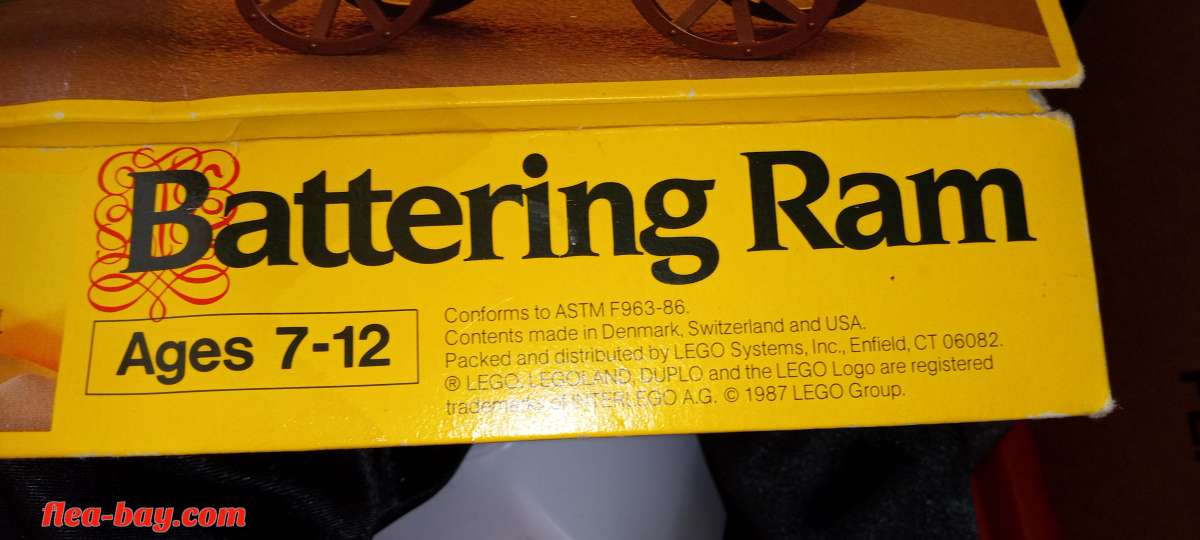 Battering Ram
Ages 7-12
Conforms to ASTM F963-86.
Contents made in Denmark, Switzerland and USA.
Packed and distributed by LEGO Systems, Inc., Enfield, CT 06082.
® LEGO, LEGOLAND, DUPLO and the LEGO Logo are registered
trademarks of INTERLEGO A.G. © 1987 LEGO Group.
flea-bay.com